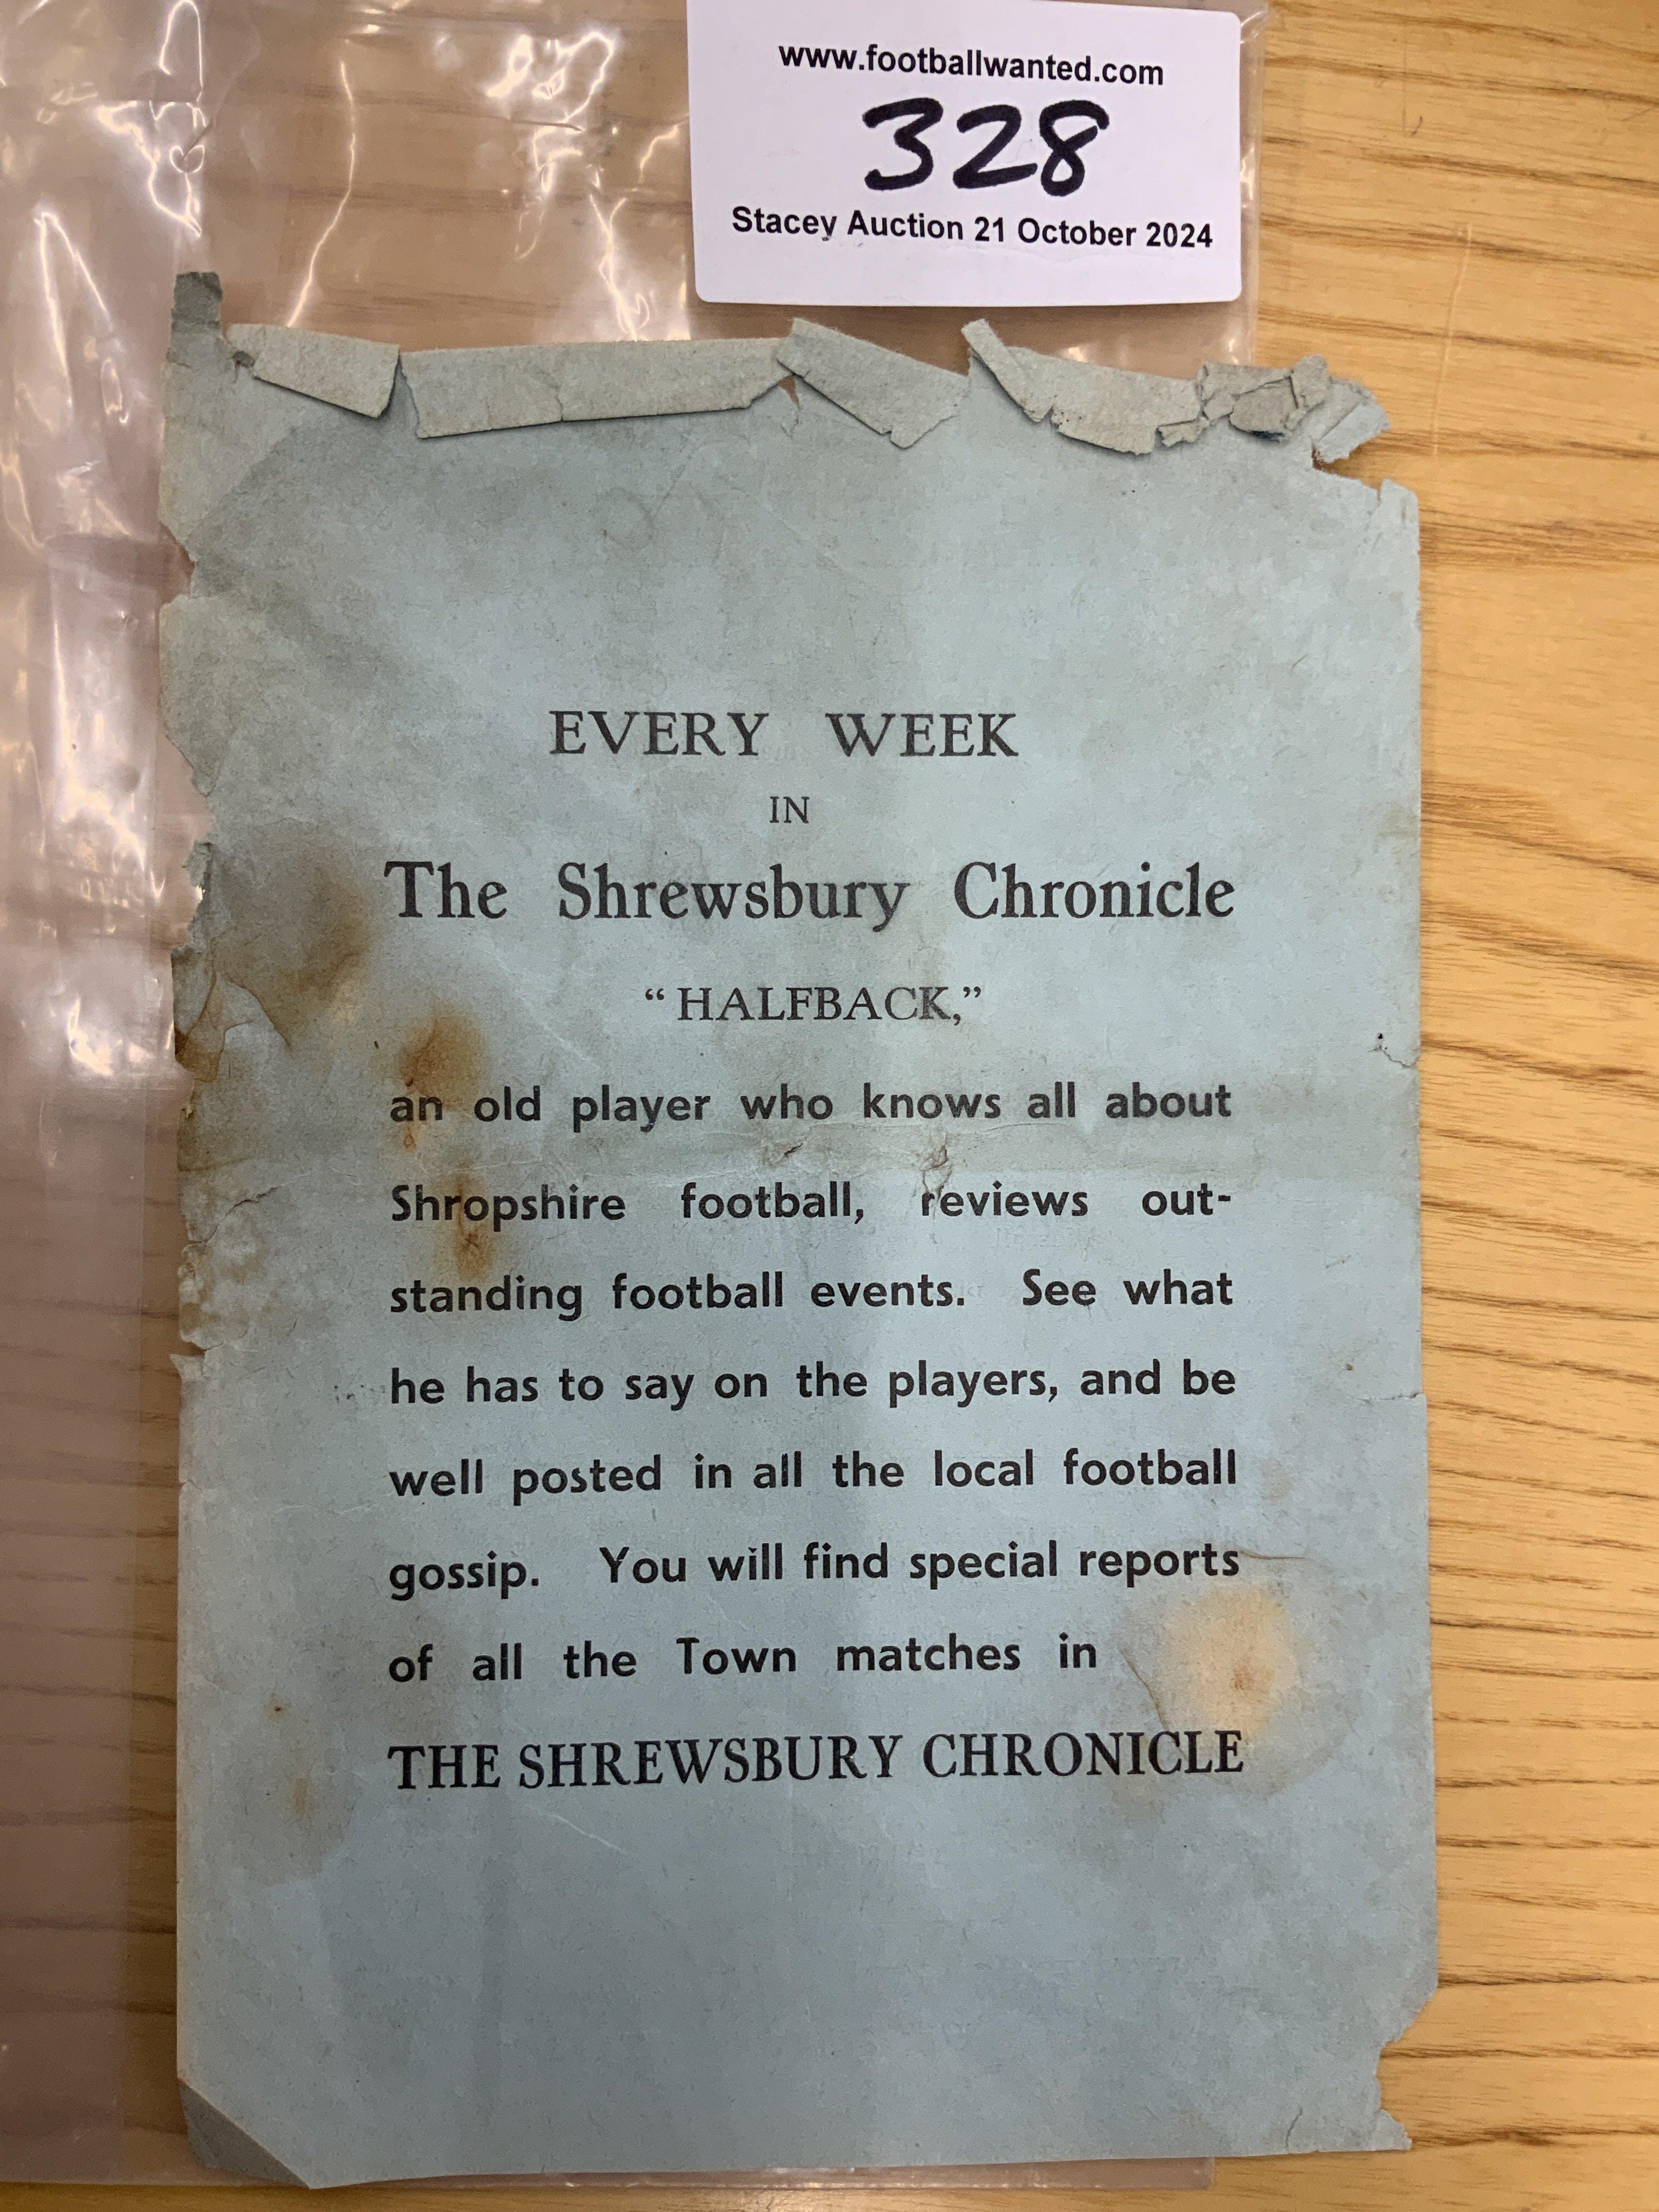 www.footballwanted.com
328
Stacey Auction 21 October 2024
EVERY WEEK
IN
The Shrewsbury Chronicle
“HALFBACK,”
an old player who knows all about
Shropshire football, reviews out-
standing football events. See what
he has to say on the players, and be
well posted in all the local football
gossip. You will find special reports
of all the Town matches in
THE SHREWSBURY CHRONICLE